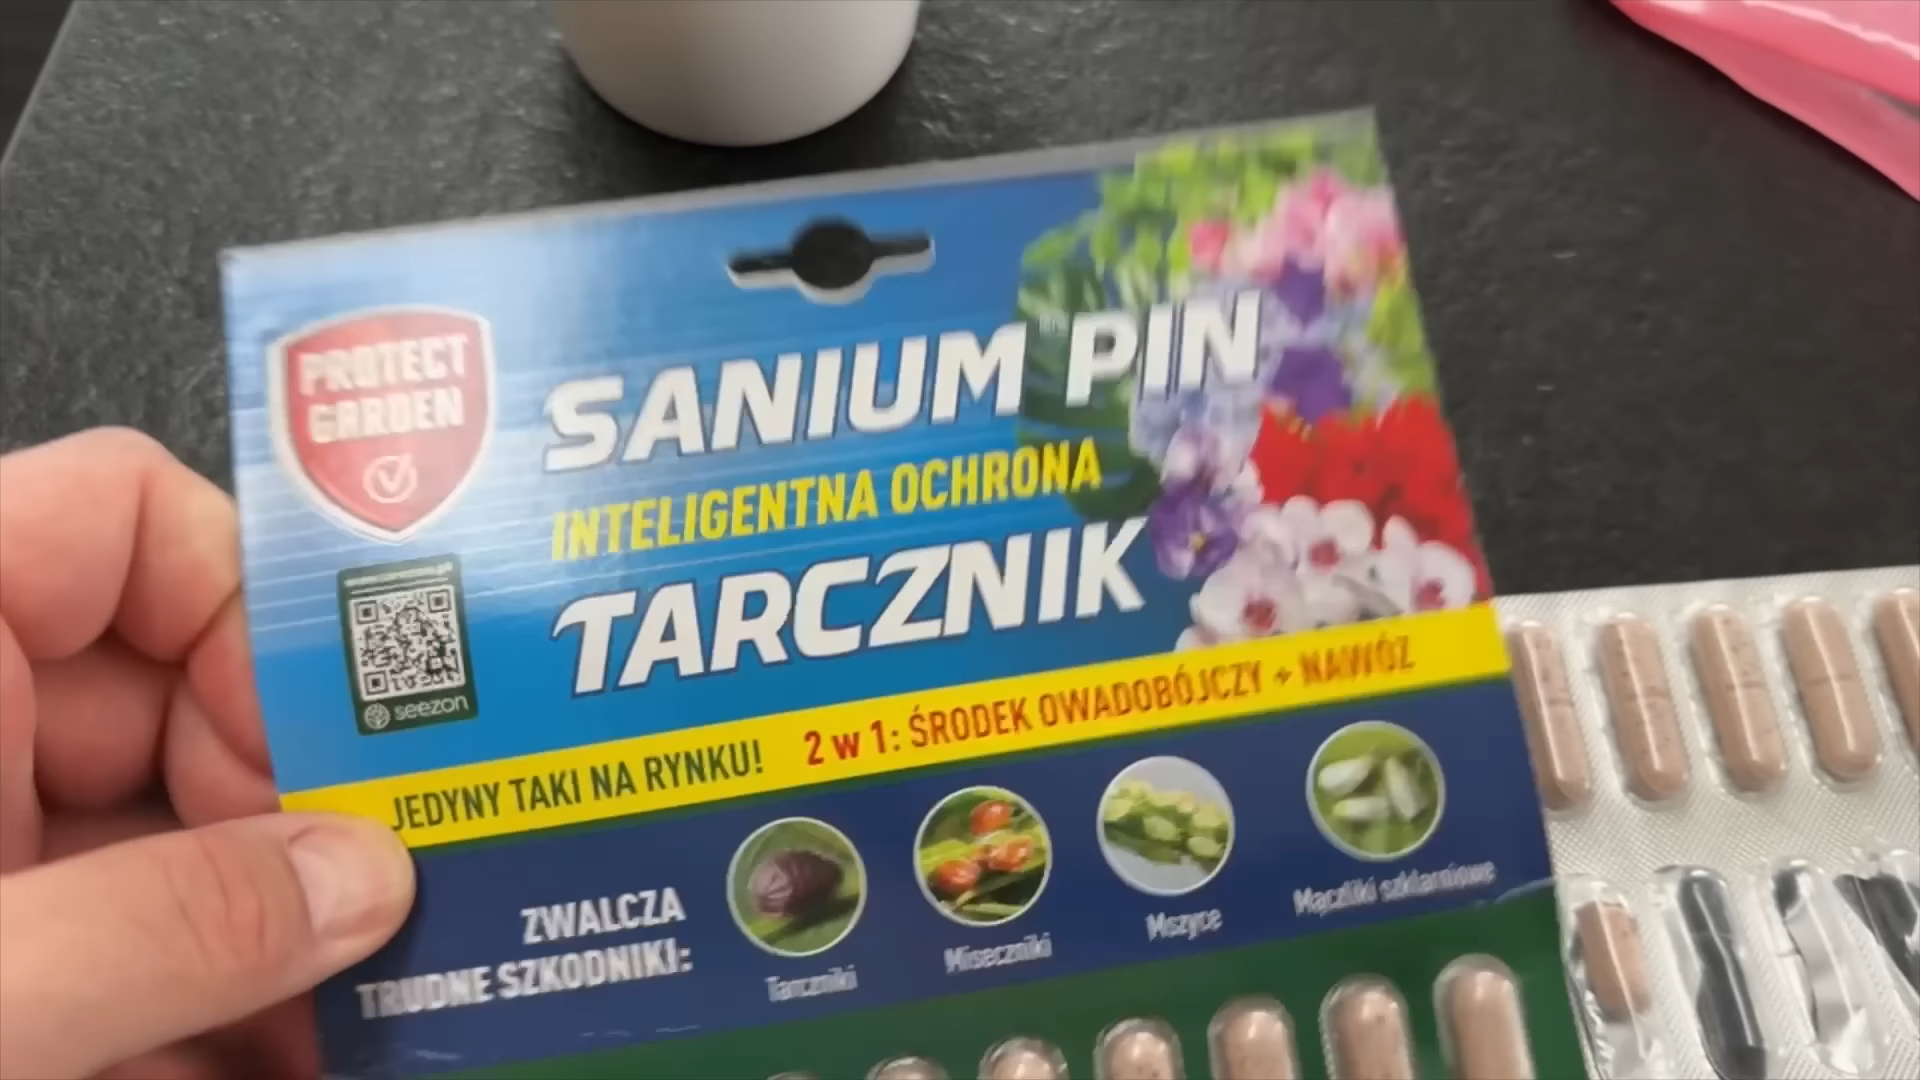 PROTECT
GARDEN
SANIUM PIN
INTELIGENTNA OCHRONA
TARCZNIK
seezon
JEDYNY TAKI NA RYNKU! 2 w 1: ŚRODEK OWADOBÓJCZY + NAWÓZ
ZWALCZA
TRUDNE SZKODNIKI:
Tarczniki
Miseczniki
Mszyce
Mączliki szklarniowe